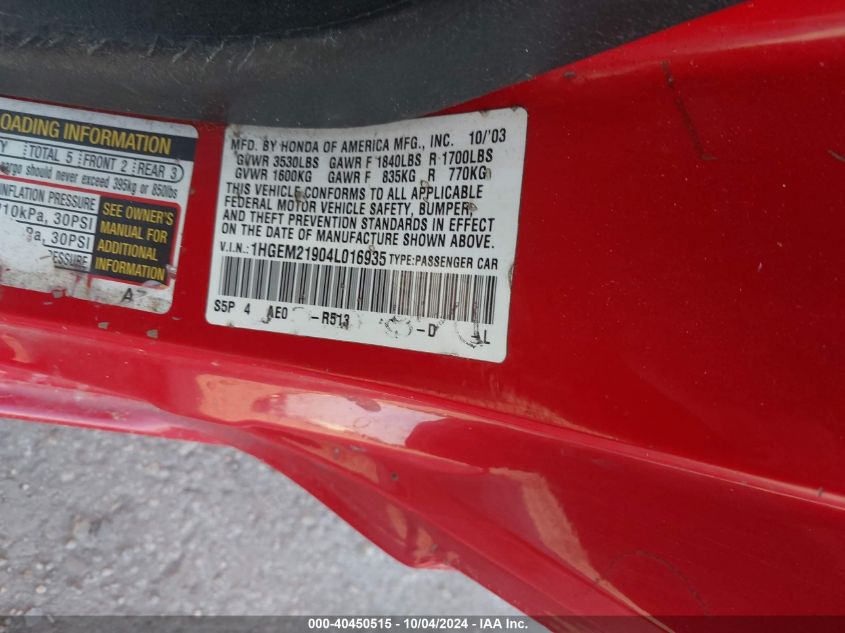 OADING INFORMATION
TOTAL 5 FRONT 2 REAR 3
should never exceed 395kg or 850lbs
NFLATION PRESSURE
10kPa, 30PSI
a, 30PSI
SEE OWNER'S
MANUAL FOR
ADDITIONAL
INFORMATION
A
MFD. BY HONDA OF AMERICA MFG., INC. 10/'03
GVWR 3530LBS GAWR F 1840LBS R 1700LBS
GVWR 1600KG GAWR F 835KG R 770KG
THIS VEHICLE CONFORMS TO ALL APPLICABLE
FEDERAL MOTOR VEHICLE SAFETY, BUMPER
AND THEFT PREVENTION STANDARDS IN EFFECT
ON THE DATE OF MANUFACTURE SHOWN ABOVE.
V.I.N.: 1HGEM21904L016935 TYPE:PASSENGER CAR
S5P 4 AE0 -R513 -D
000-40450515 - 10/04/2024 - IAA Inc.